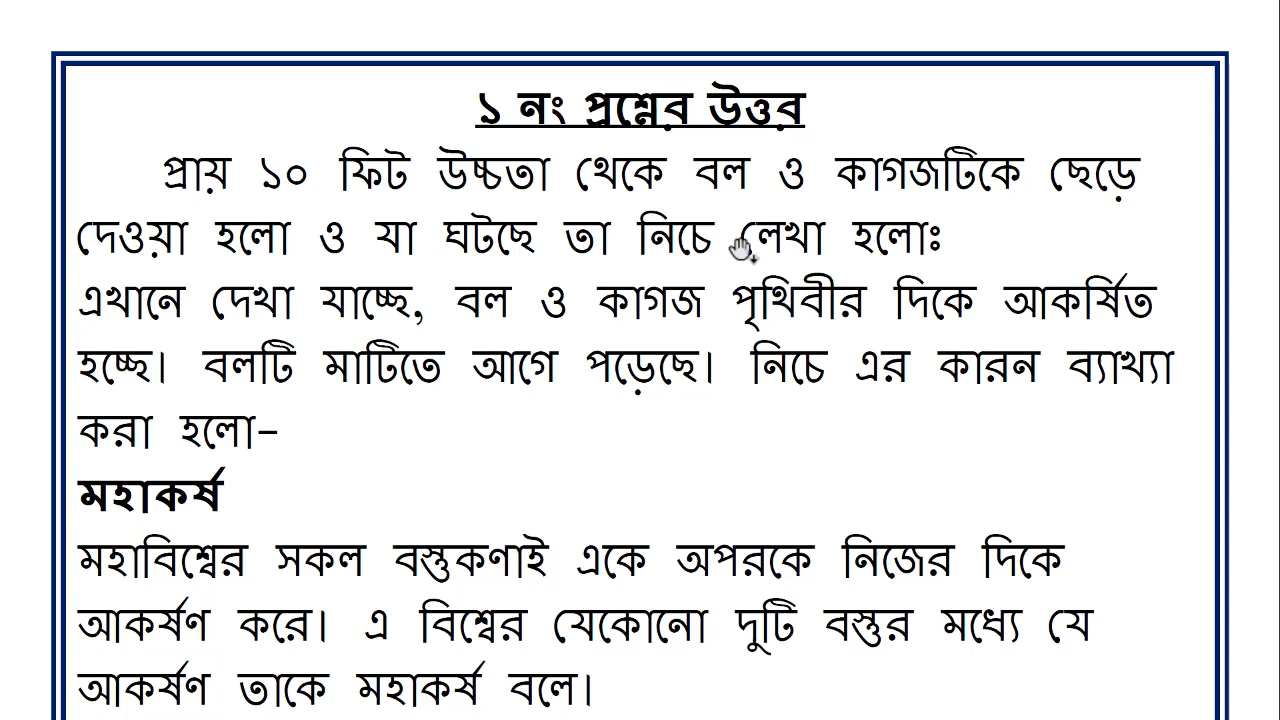 ১ নং প্রশ্নের উত্তর
প্রায় ১০ ফিট উচ্চতা থেকে বল ও কাগজটিকে ছেড়ে
দেওয়া হলো ও যা ঘটছে তা নিচে লেখা হলোঃ
এখানে দেখা যাচ্ছে, বল ও কাগজ পৃথিবীর দিকে আকর্ষিত
হচ্ছে। বলটি মাটিতে আগে পড়েছে। নিচে এর কারন ব্যাখ্যা
করা হলো–
মহাকর্ষ
মহাবিশ্বের সকল বস্তুকণাই একে অপরকে নিজের দিকে
আকর্ষণ করে। এ বিশ্বের যেকোনো দুটি বস্তুর মধ্যে যে
আকর্ষণ তাকে মহাকর্ষ বলে।